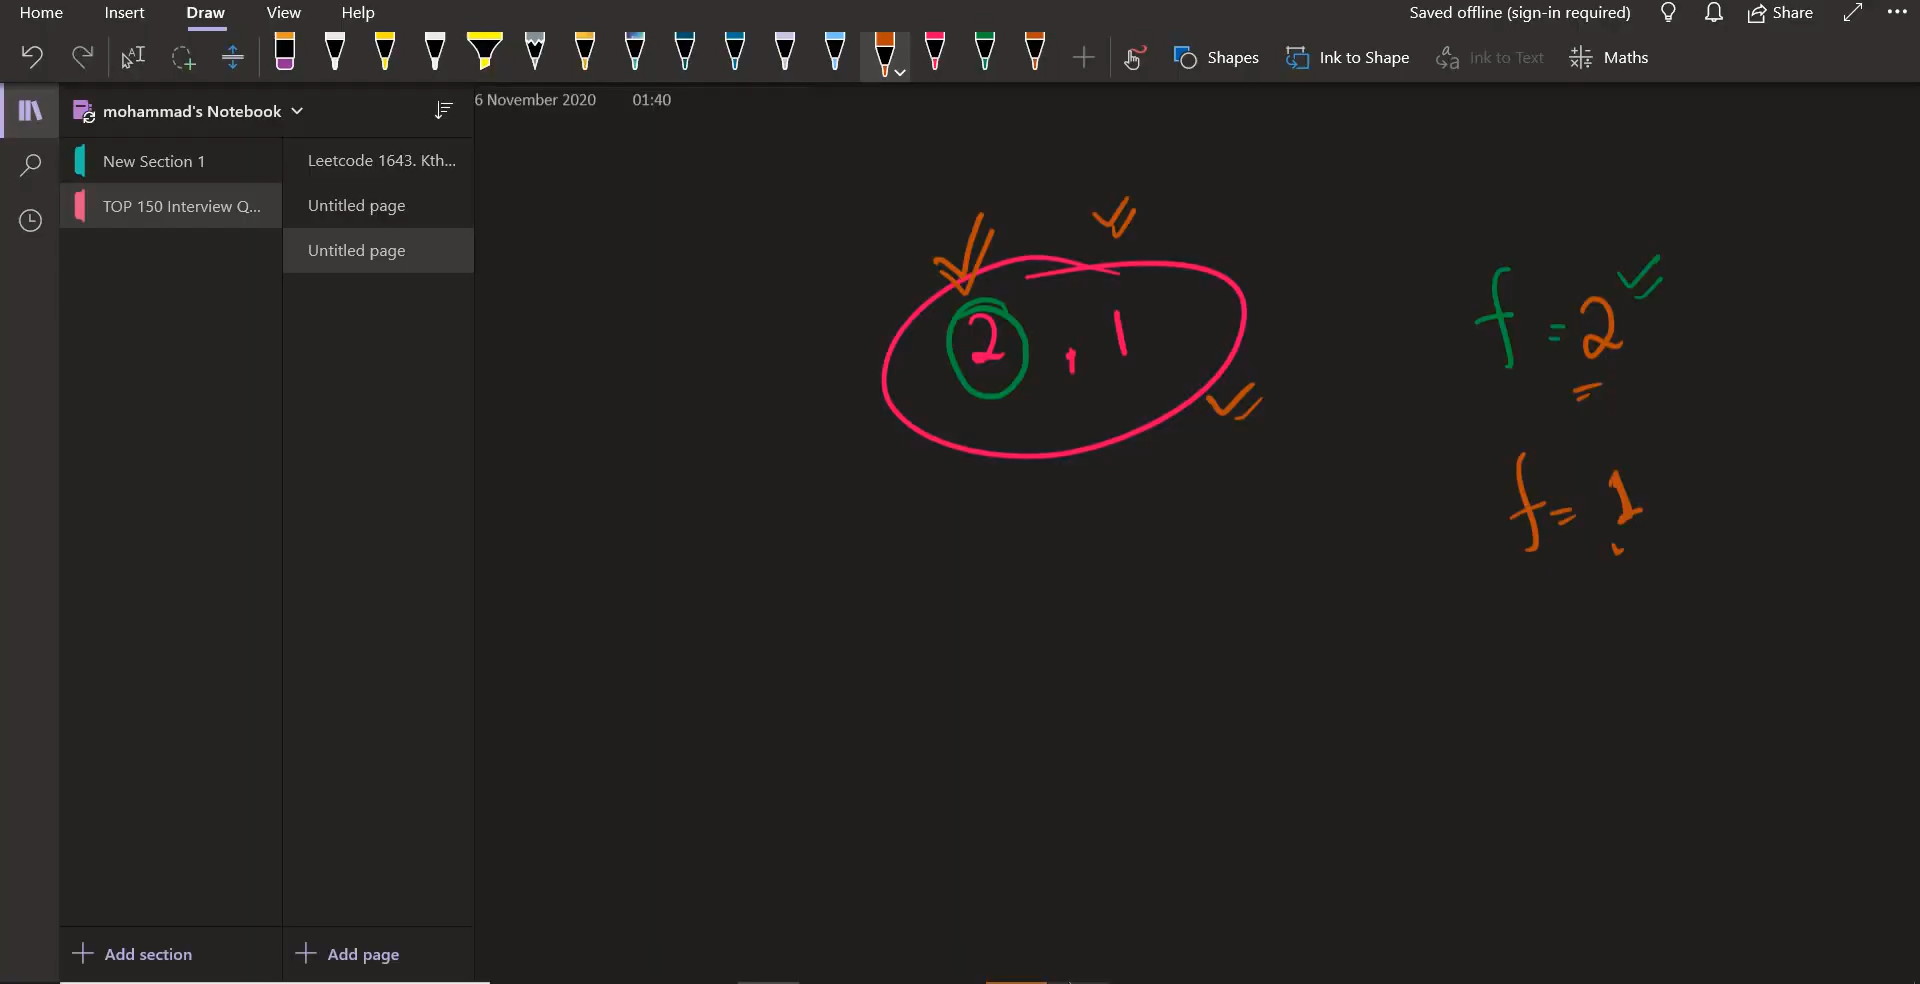 Home Insert Draw View Help Saved offline (sign-in required) Share
Shapes Ink to Shape Ink to Text Maths
mohammad's Notebook
New Section 1
TOP 150 Interview Q...
Add section
Leetcode 1643. Kth...
Untitled page
Untitled page
Add page
6 November 2020 01:40
2 , 1
f = 2
f = 1